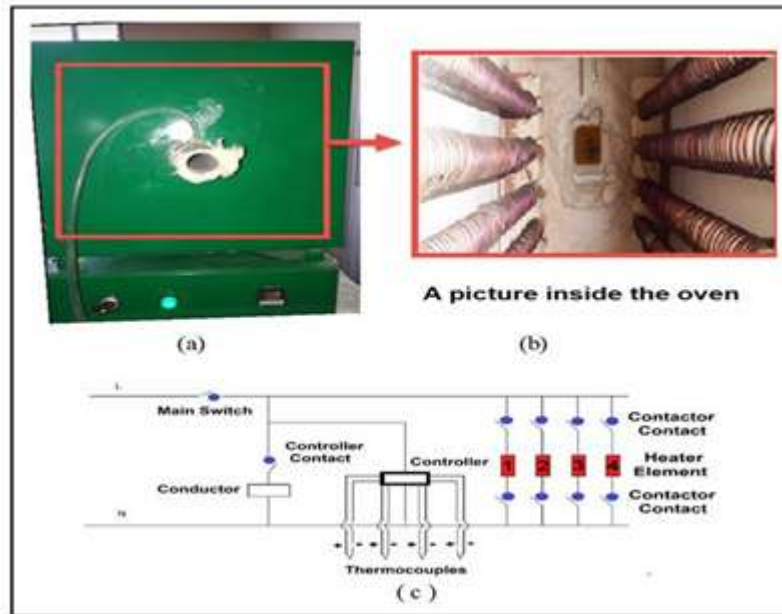 A picture inside the oven
(a)
(b)
L
Main Switch
Controller
Contact
Conductor
N
Controller
1 2 3 4
Contactor
Contact
Heater
Element
Contactor
Contact
+ - + - + - + -
Thermocouples
( c )